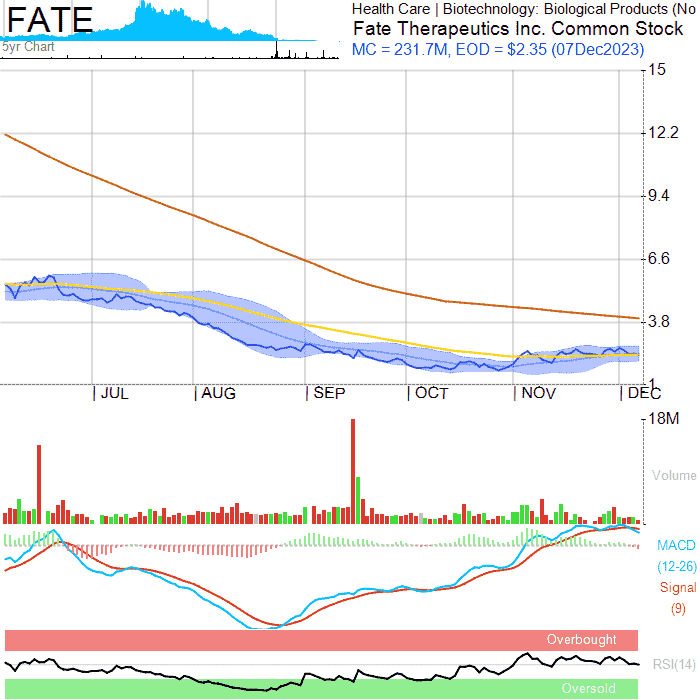 FATE
5yr Chart
Health Care | Biotechnology: Biological Products (No
Fate Therapeutics Inc. Common Stock
MC = 231.7M, EOD = $2.35 (07Dec2023)
15
12.2
9.4
6.6
3.8
1
JUL AUG SEP OCT NOV DEC
18M
Volume
MACD
(12-26)
Signal
(9)
Overbought
RSI(14)
Oversold